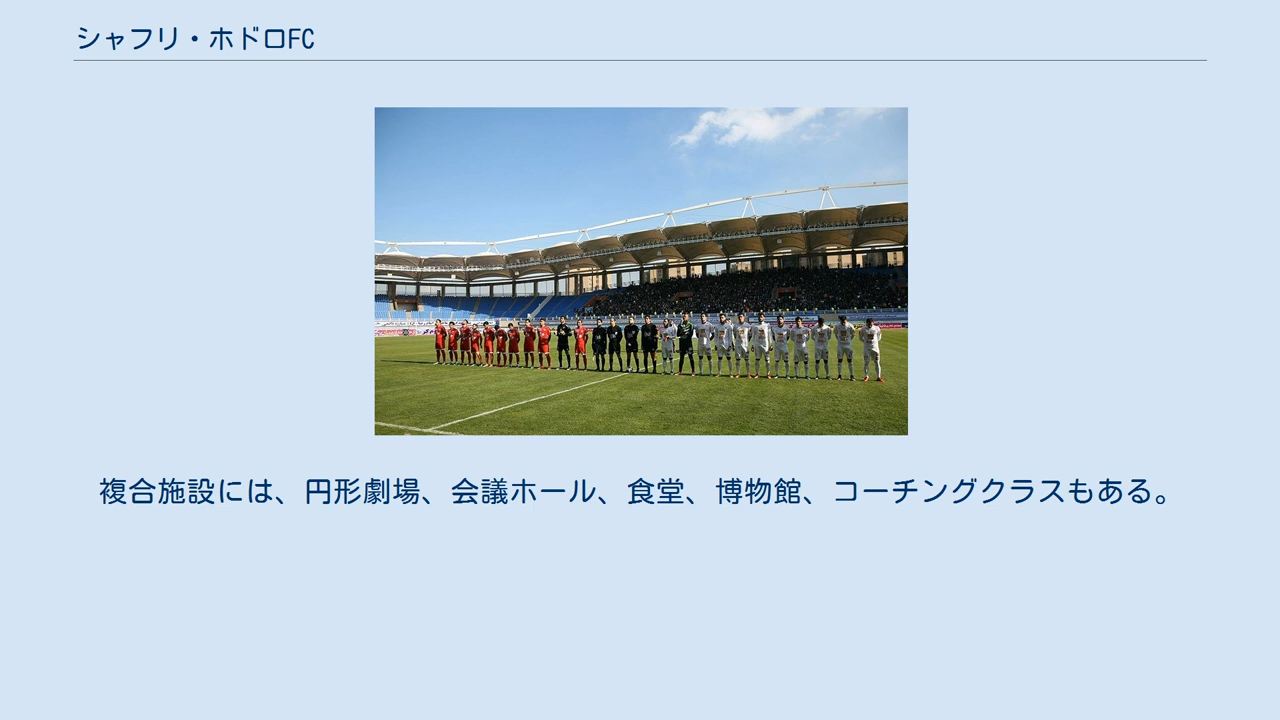 シャフリ・ホドロFC
複合施設には、円形劇場、会議ホール、食堂、博物館、コーチングクラスもある。